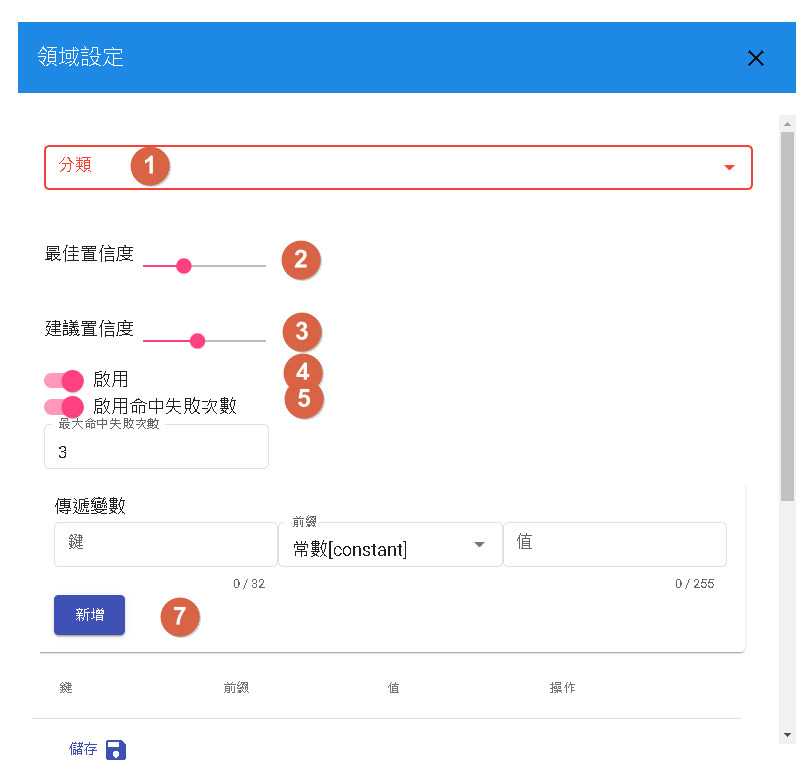 領域設定
分類 1
最佳置信度 2
建議置信度 3
啟用 4
啟用命中失敗次數 5
最大命中失敗次數
3
傳遞變數
鍵 前綴 常數[constant] 值
0 / 32 0 / 255
新增 7
鍵 前綴 值 操作
儲存